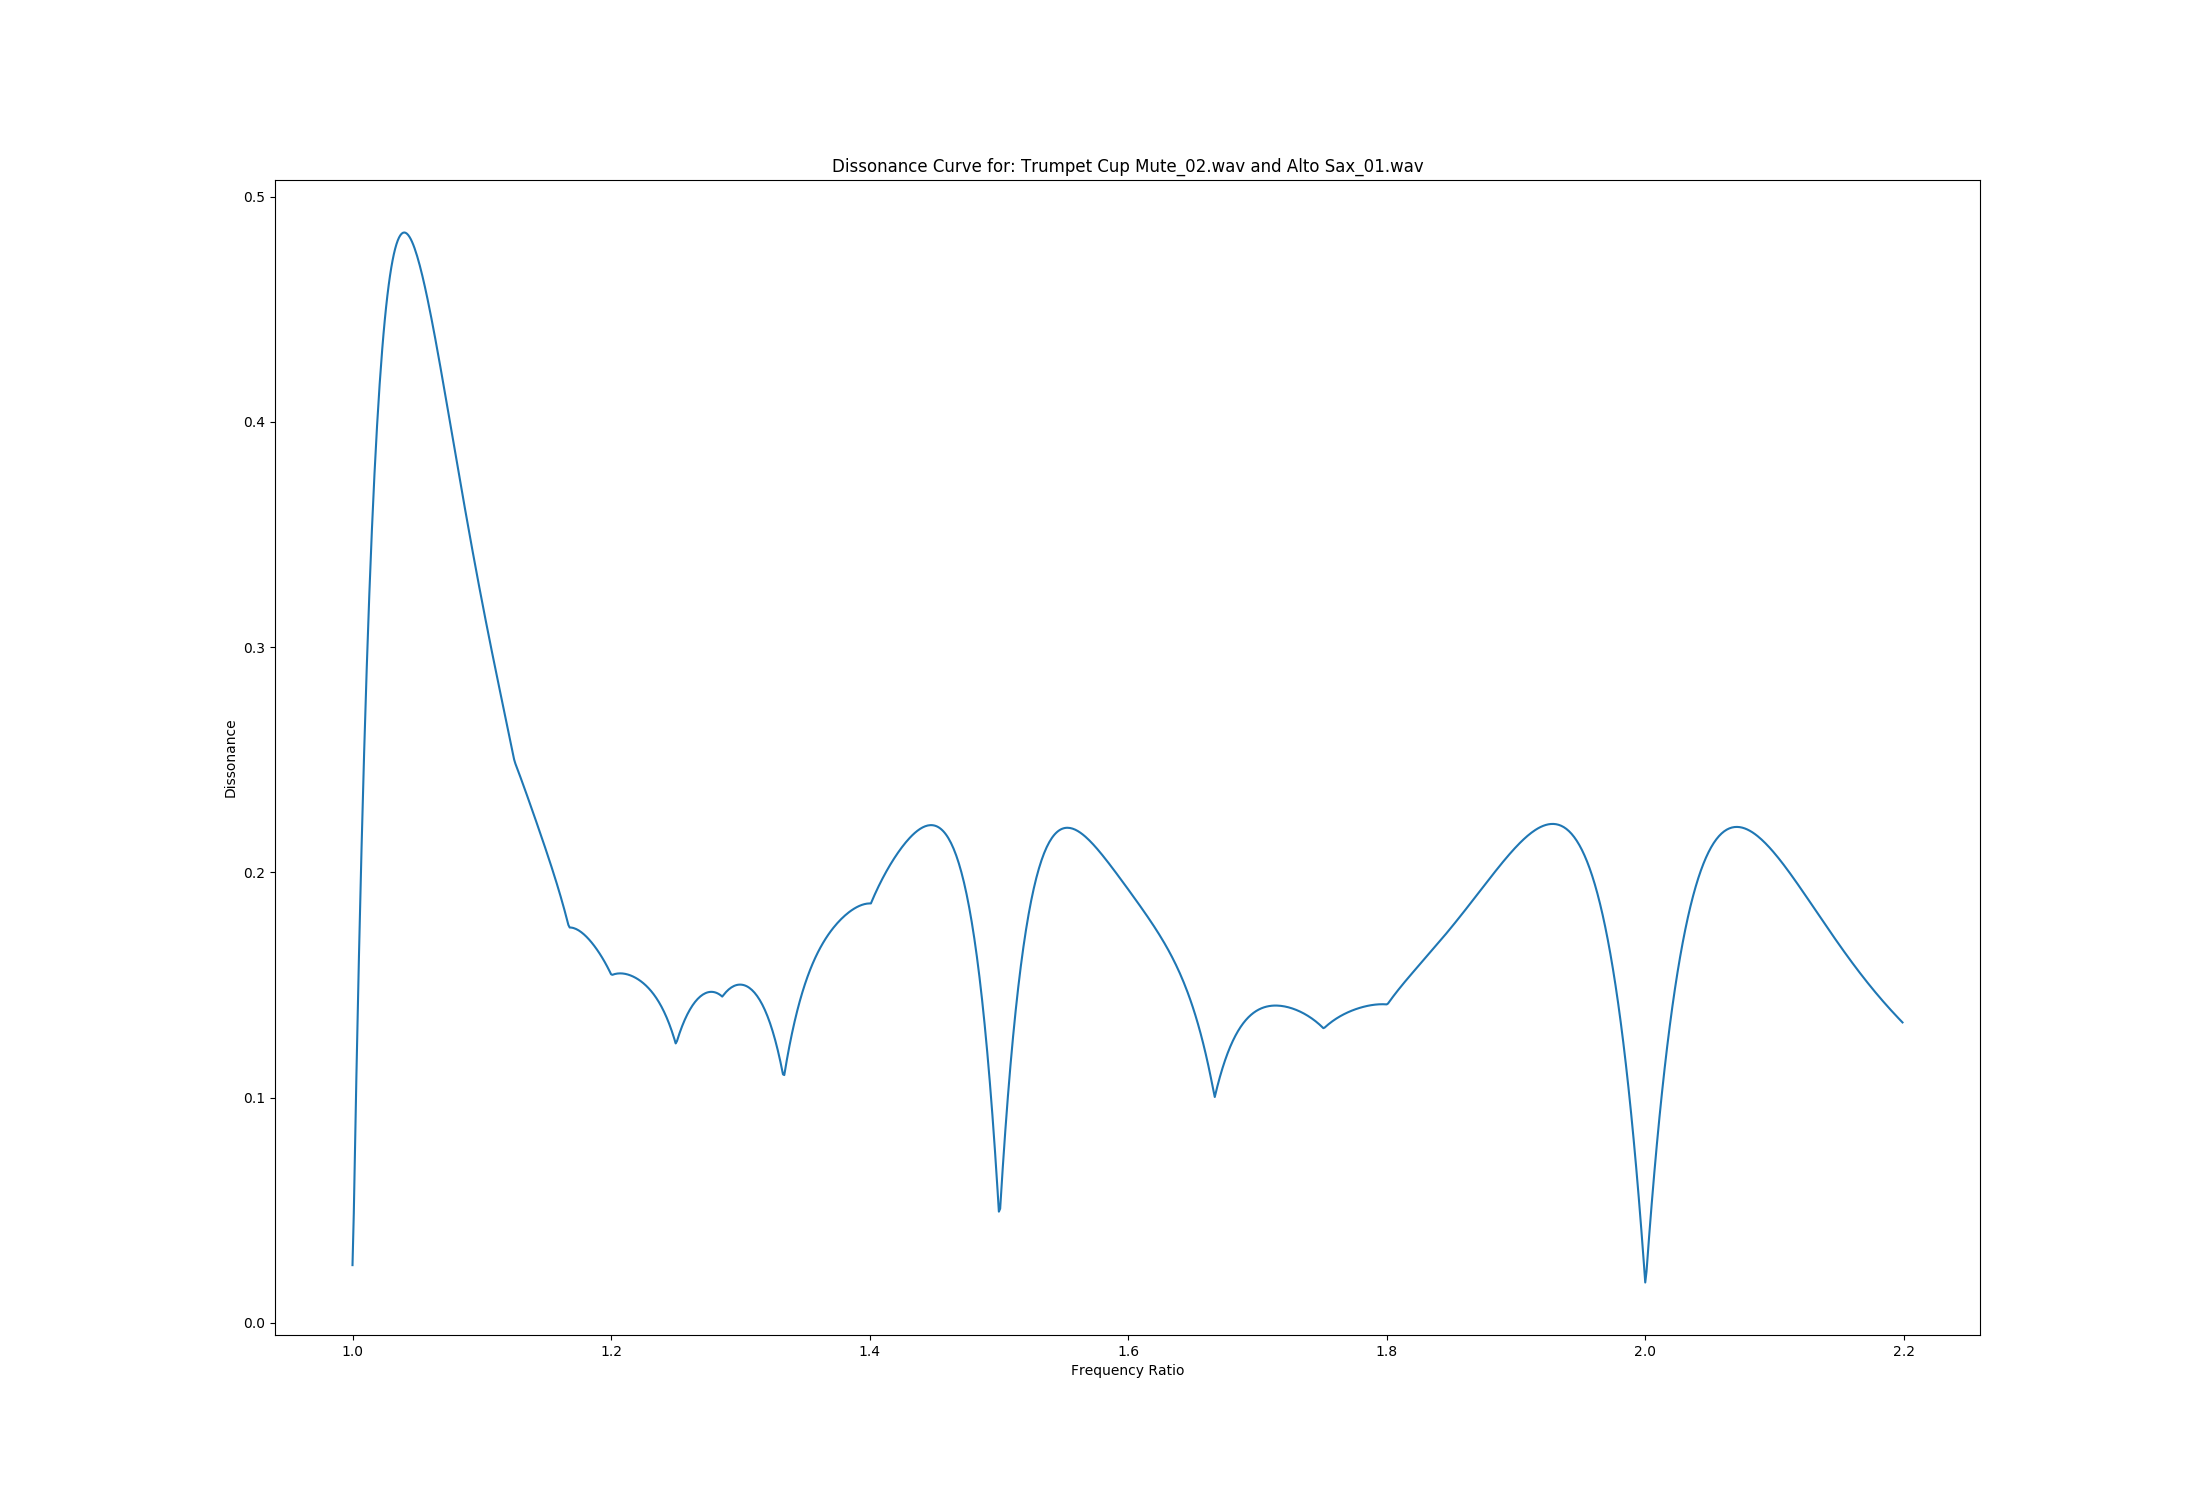 Dissonance Curve for: Trumpet Cup Mute_02.wav and Alto Sax_01.wav
0.5
0.4
0.3
0.2
0.1
0.0
Dissonance
1.0 1.2 1.4 1.6 1.8 2.0 2.2
Frequency Ratio